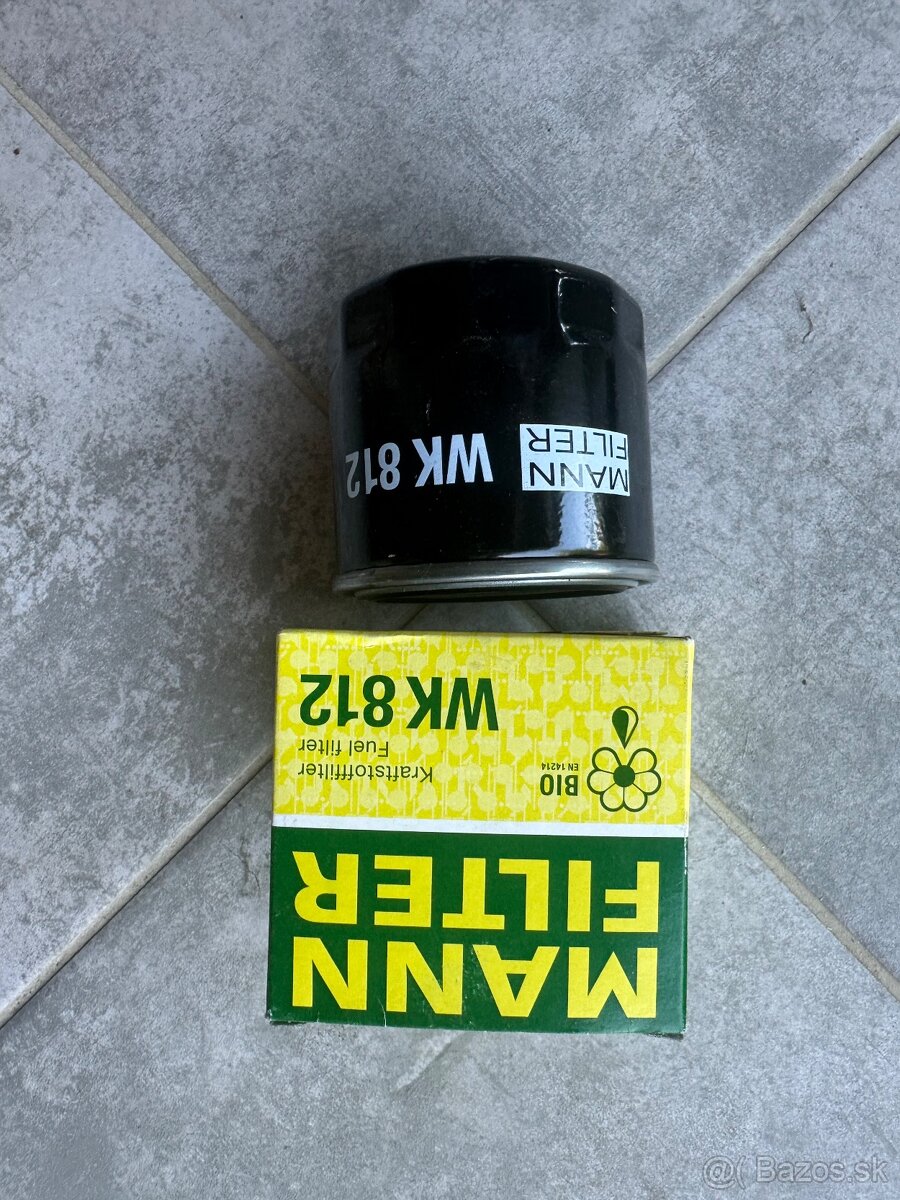 MANN
FILTER
WK 812
MANN
FILTER
BIO
EN 14214
Kraftstofffilter
Fuel filter
WK 812
@( Bazos.sk